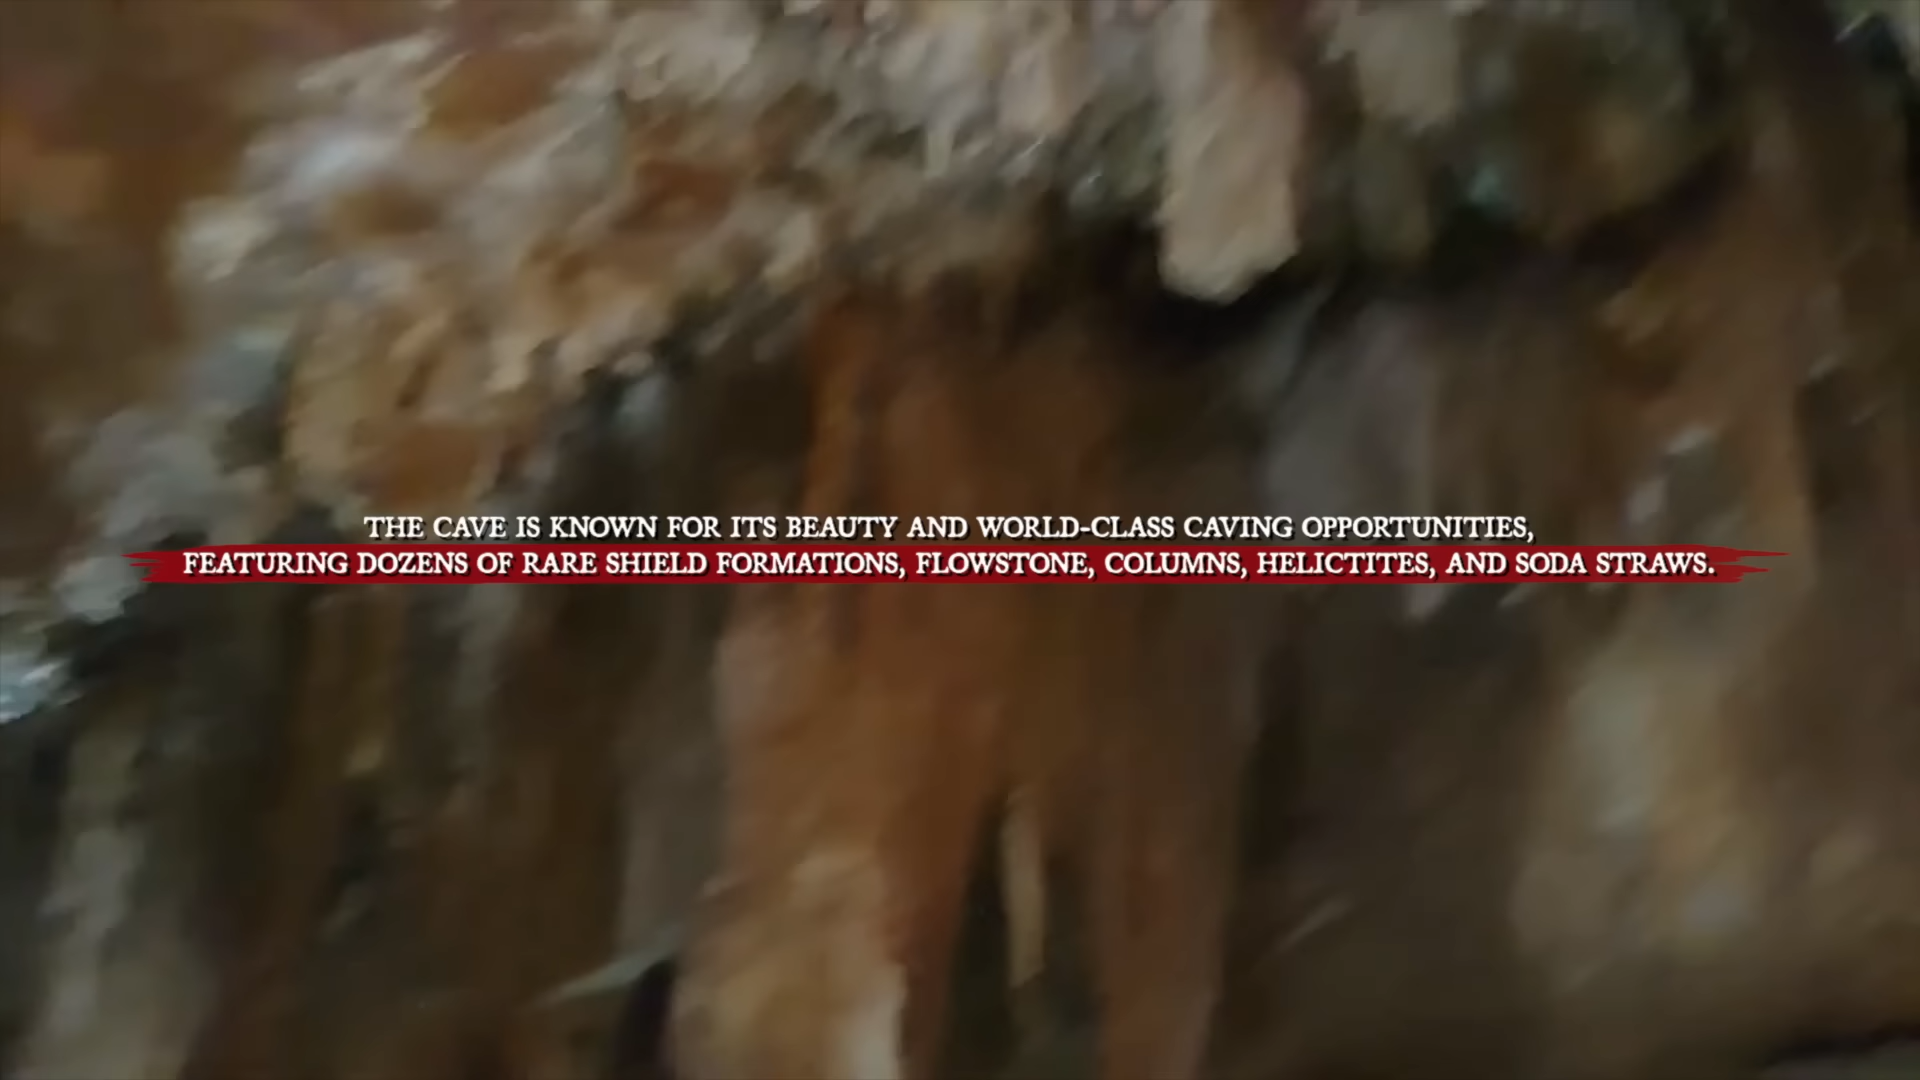 THE CAVE IS KNOWN FOR ITS BEAUTY AND WORLD-CLASS CAVING OPPORTUNITIES,
FEATURING DOZENS OF RARE SHIELD FORMATIONS, FLOWSTONE, COLUMNS, HELICTITES, AND SODA STRAWS.